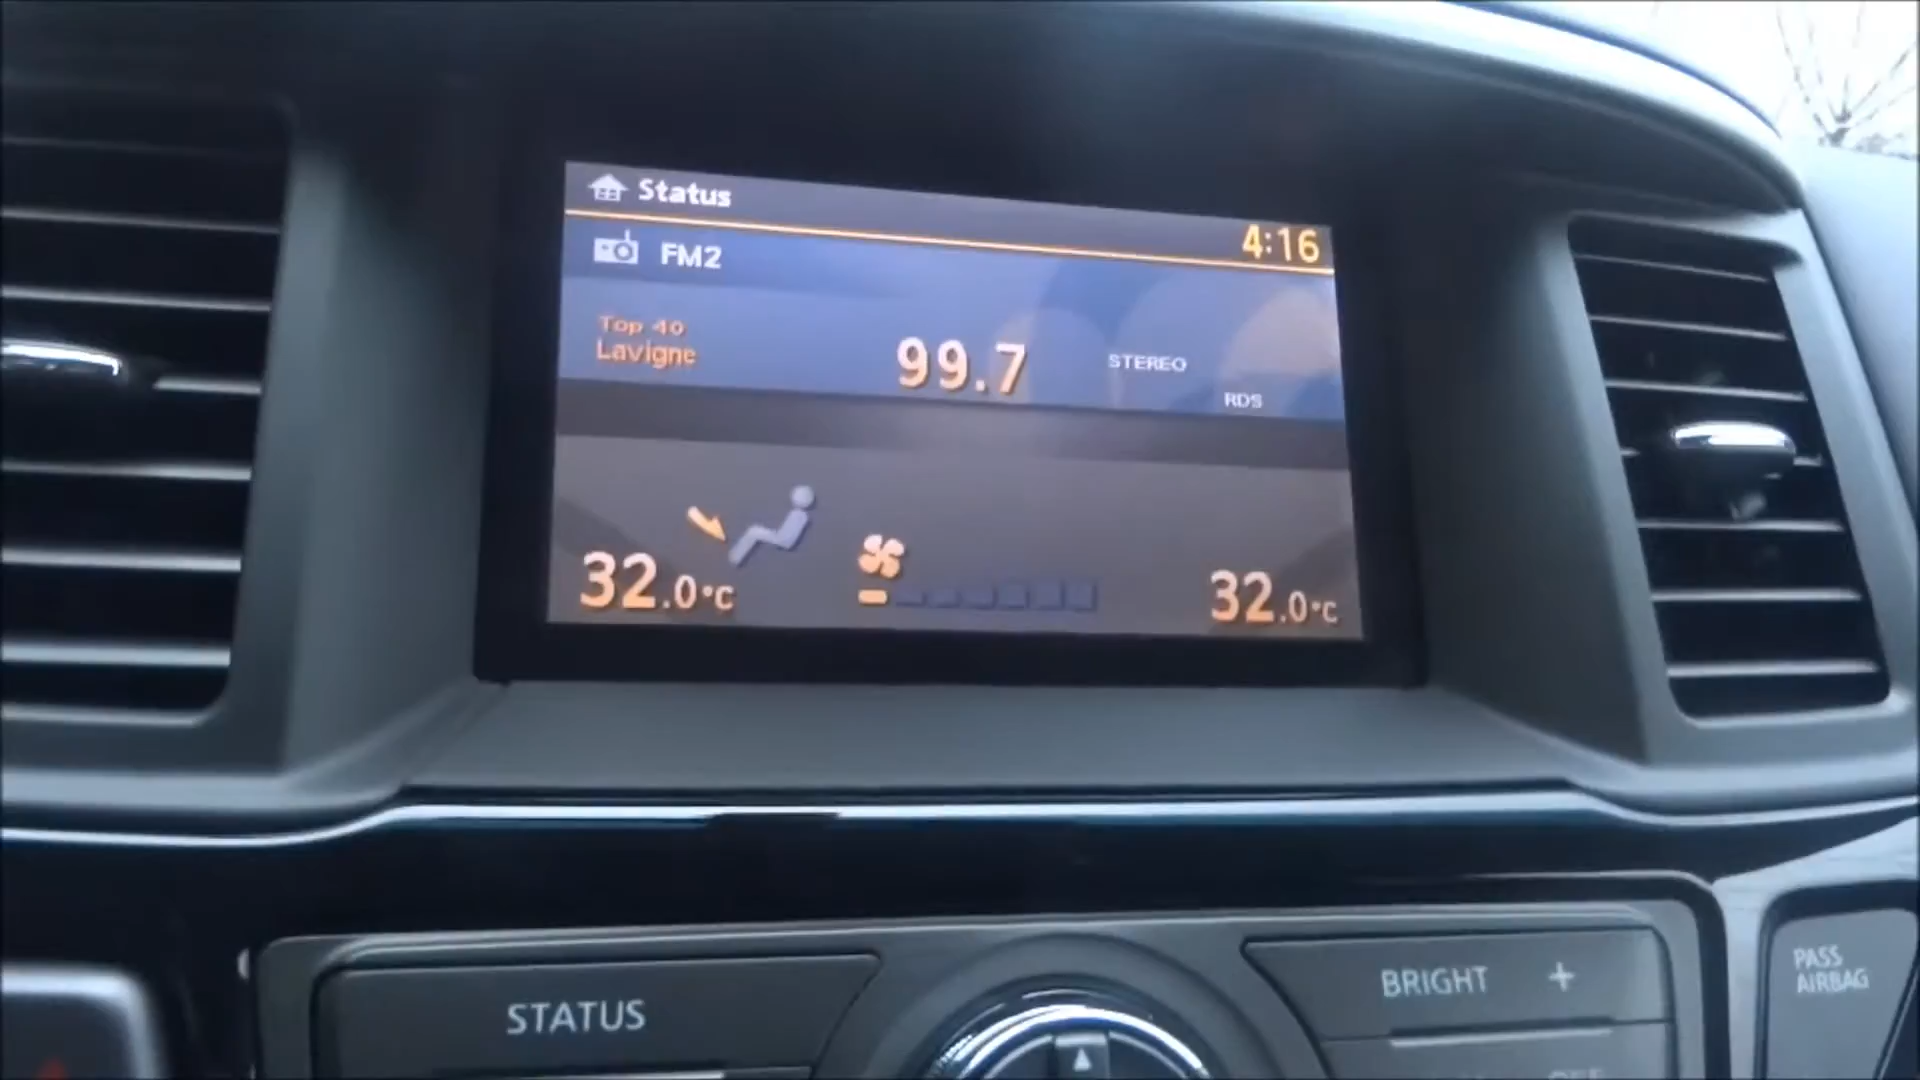 Status
4:16
FM2
Top 40
Lavigne
99.7
STEREO
RDS
32.0°C
32.0°C
STATUS
BRIGHT +
PASS
AIRBAG
OFF